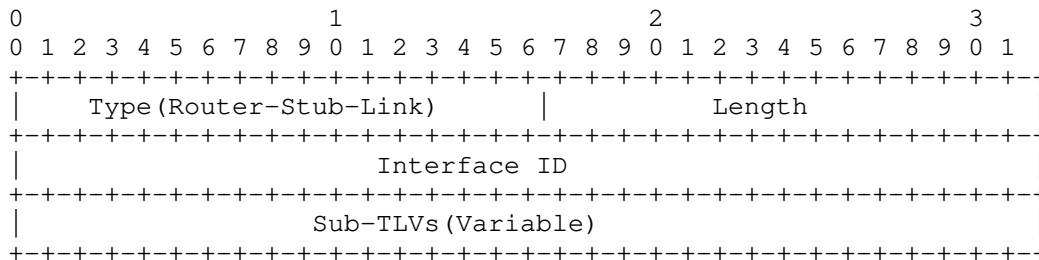 0                   1                   2                   3
0 1 2 3 4 5 6 7 8 9 0 1 2 3 4 5 6 7 8 9 0 1 2 3 4 5 6 7 8 9 0 1
+-+-+-+-+-+-+-+-+-+-+-+-+-+-+-+-+-+-+-+-+-+-+-+-+-+-+-+-+-+-+-+--
|    Type(Router-Stub-Link)      |          Length
+-+-+-+-+-+-+-+-+-+-+-+-+-+-+-+-+-+-+-+-+-+-+-+-+-+-+-+-+-+-+-+--
|                      Interface ID
+-+-+-+-+-+-+-+-+-+-+-+-+-+-+-+-+-+-+-+-+-+-+-+-+-+-+-+-+-+-+-+--
|                  Sub-TLVs(Variable)
+-+-+-+-+-+-+-+-+-+-+-+-+-+-+-+-+-+-+-+-+-+-+-+-+-+-+-+-+-+-+-+--